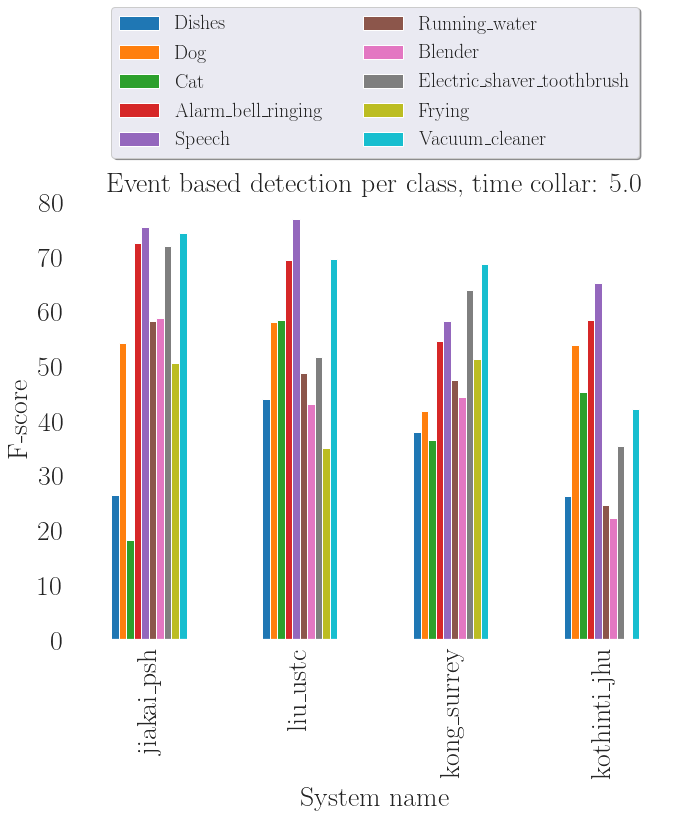 Dishes
Dog
Cat
Alarm_bell_ringing
Speech
Running_water
Blender
Electric_shaver_toothbrush
Frying
Vacuum_cleaner
Event based detection per class, time collar: 5.0
80
70
60
50
40
30
20
10
0
F-score
jiakai_psh
liu_ustc
kong_surrey
kothinti_jhu
System name